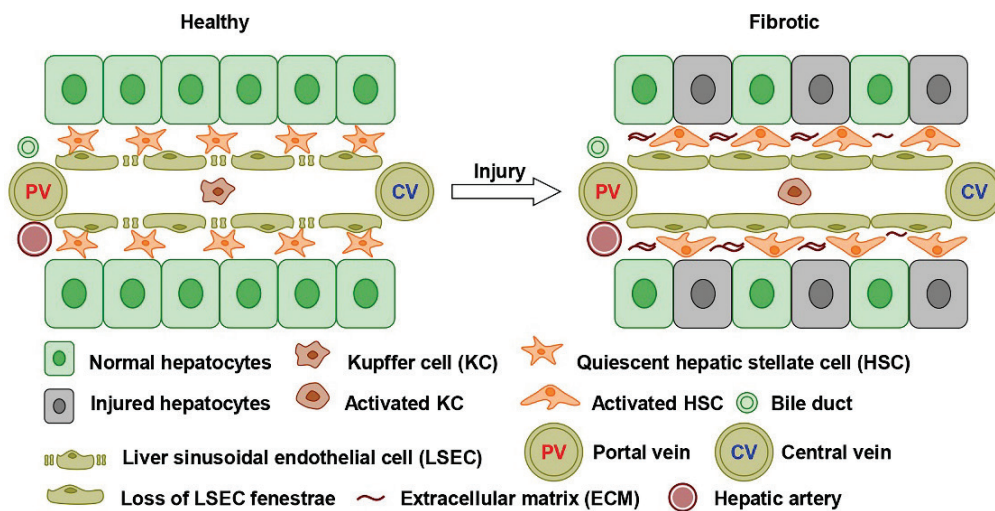 Healthy Fibrotic
PV CV Injury PV CV
Normal hepatocytes Kupffer cell (KC) Quiescent hepatic stellate cell (HSC)
Injured hepatocytes Activated KC Activated HSC Bile duct
Liver sinusoidal endothelial cell (LSEC) PV Portal vein CV Central vein
Loss of LSEC fenestrae Extracellular matrix (ECM) Hepatic artery